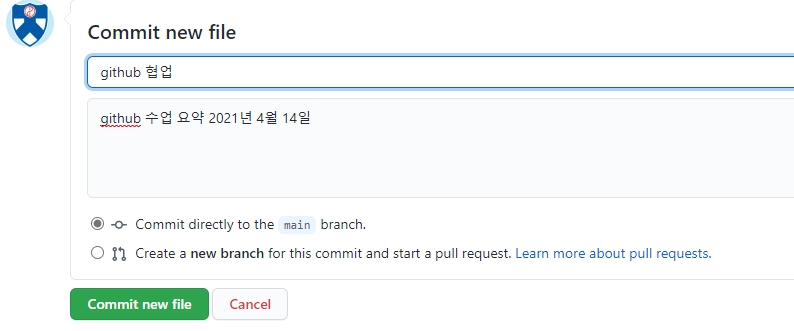 Commit new file
github 협업
github 수업 요약 2021년 4월 14일
Commit directly to the main branch.
Create a new branch for this commit and start a pull request. Learn more about pull requests.
Commit new file Cancel